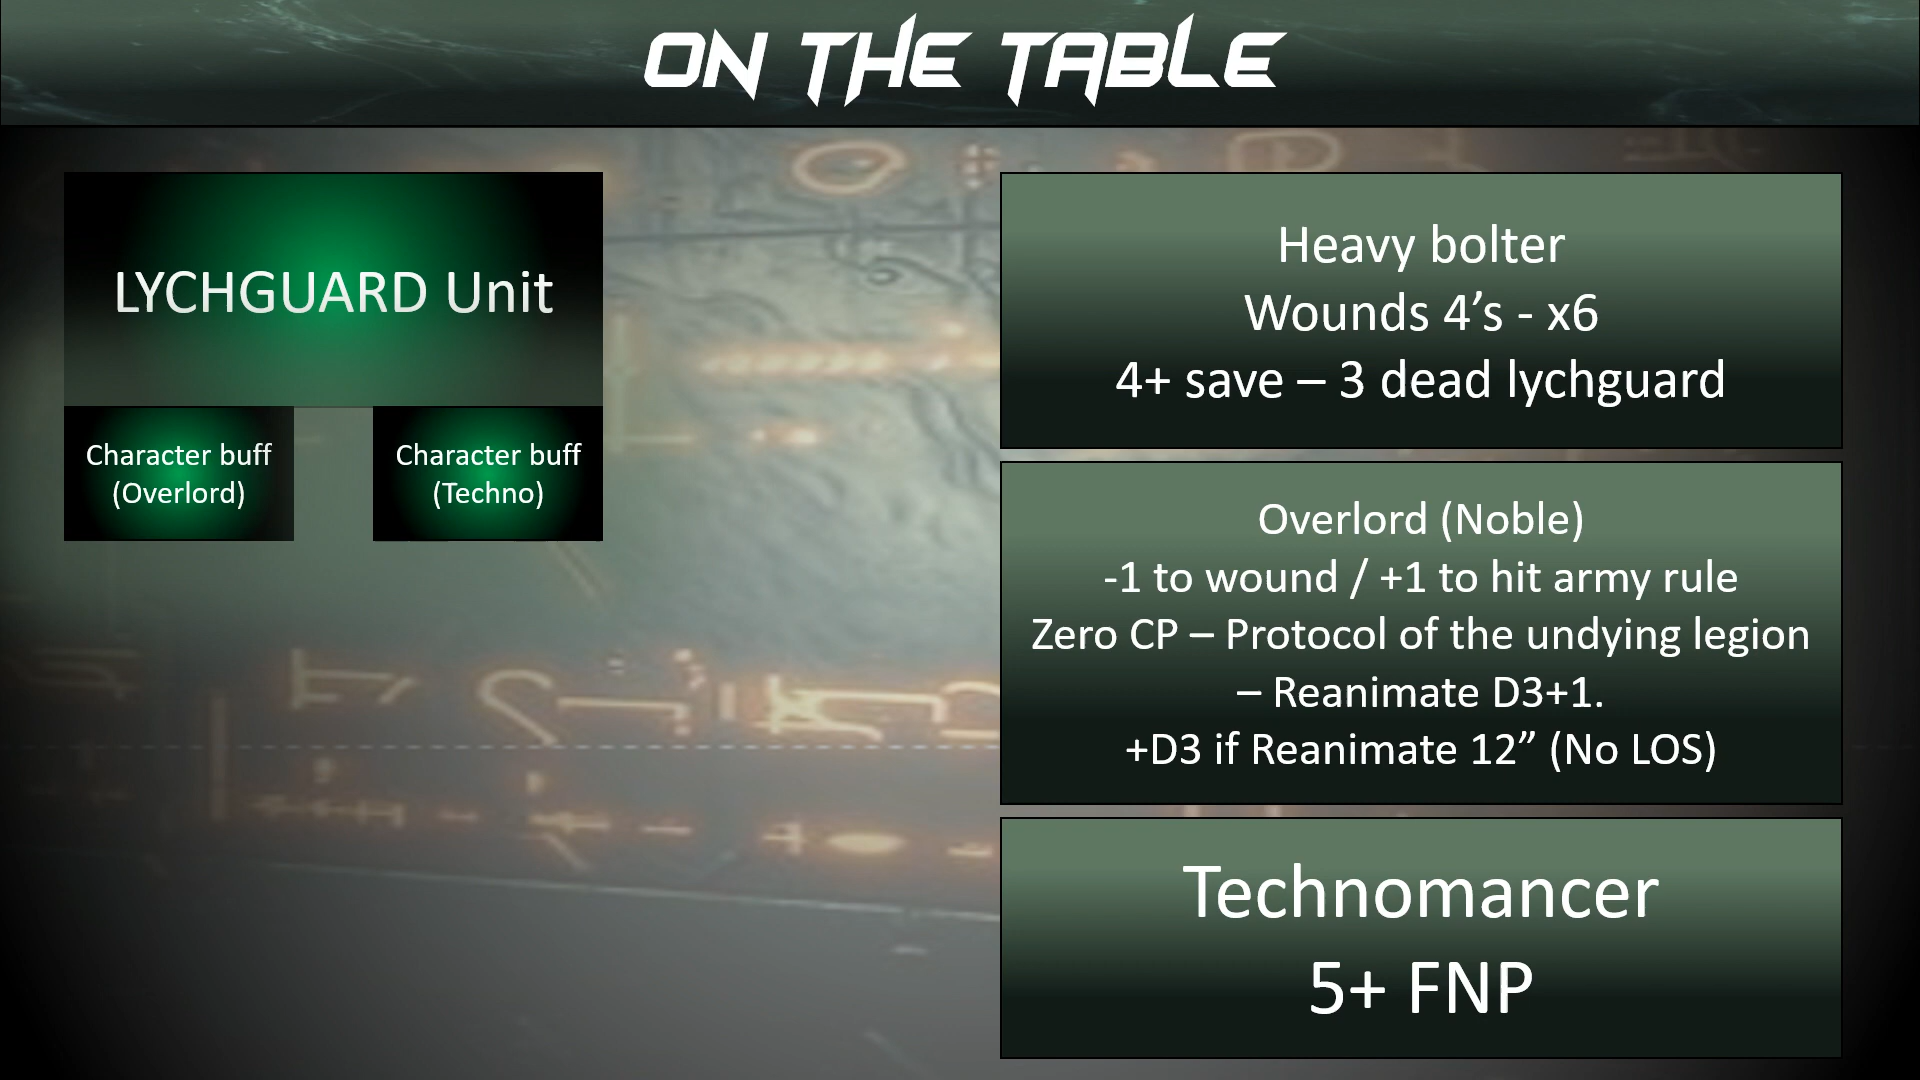 ON THE TABLE
LYCHGUARD Unit
Character buff
(Overlord)
Character buff
(Techno)
Heavy bolter
Wounds 4’s - x6
4+ save – 3 dead lychguard
Overlord (Noble)
-1 to wound / +1 to hit army rule
Zero CP – Protocol of the undying legion
– Reanimate D3+1.
+D3 if Reanimate 12” (No LOS)
Technomancer
5+ FNP